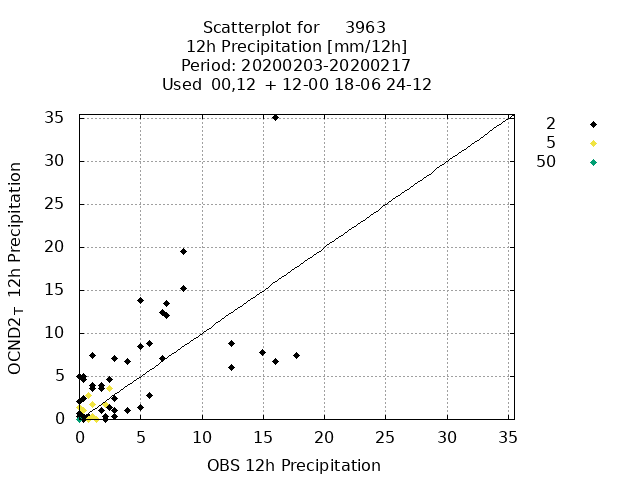 Scatterplot for 3963
12h Precipitation [mm/12h]
Period: 20200203-20200217
Used 00,12 + 12-00 18-06 24-12
2
5
50
35
30
25
20
15
10
5
0
OCND2T 12h Precipitation
0 5 10 15 20 25 30 35
OBS 12h Precipitation